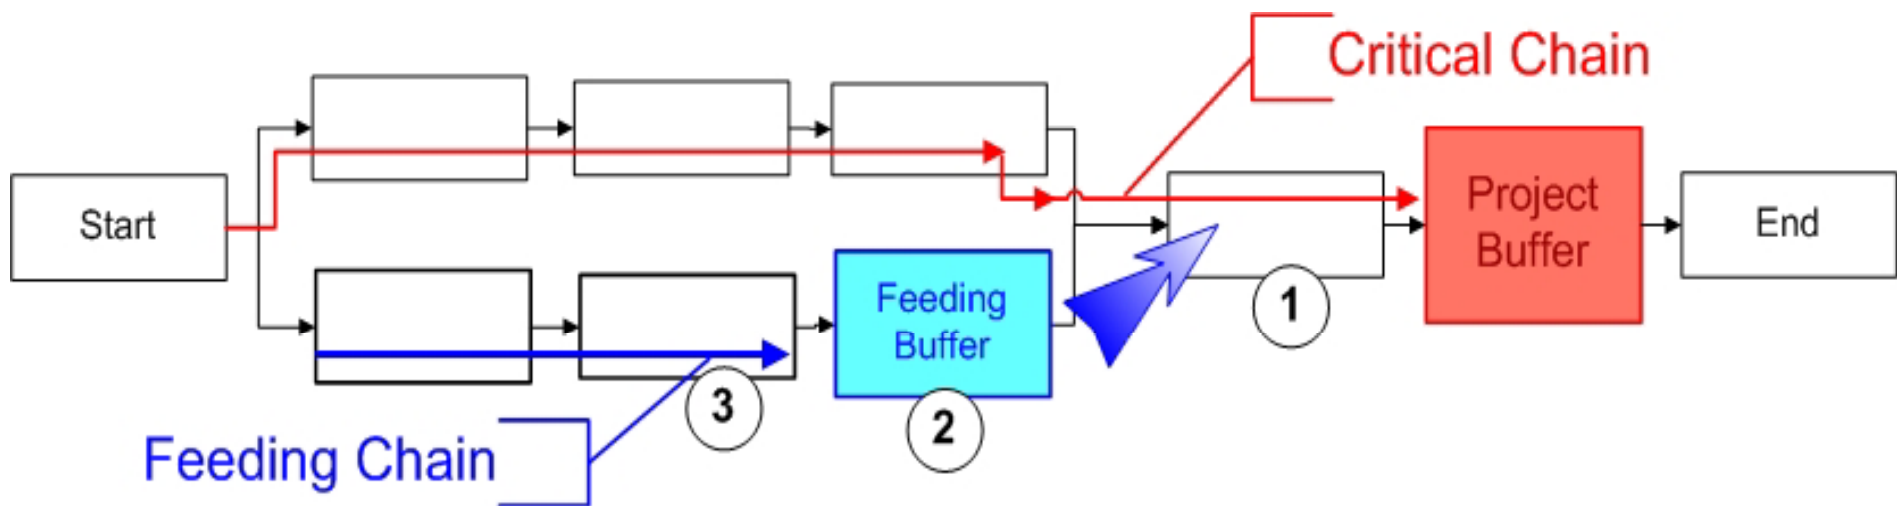 Critical Chain
Start
Project
Buffer
End
Feeding
Buffer
1
3
2
Feeding Chain